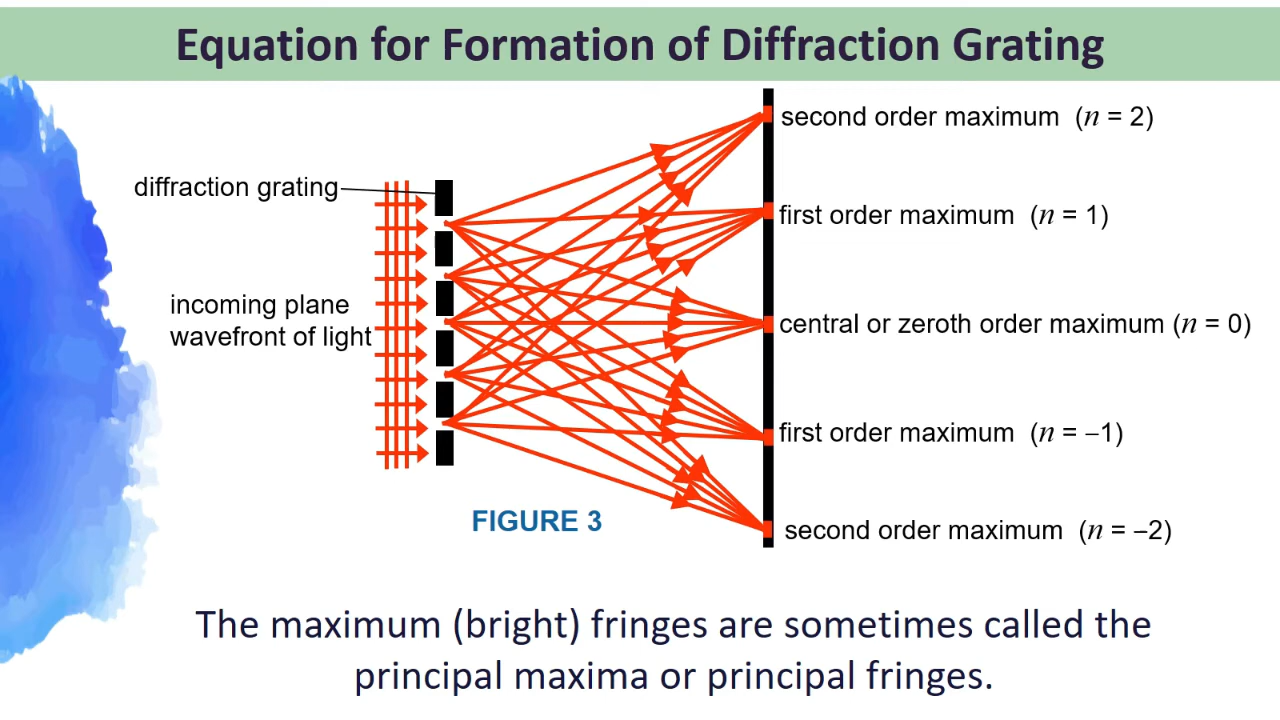 Equation for Formation of Diffraction Grating
second order maximum (n = 2)
diffraction grating
first order maximum (n = 1)
incoming plane
wavefront of light
central or zeroth order maximum (n = 0)
first order maximum (n = –1)
FIGURE 3
second order maximum (n = –2)
The maximum (bright) fringes are sometimes called the
principal maxima or principal fringes.